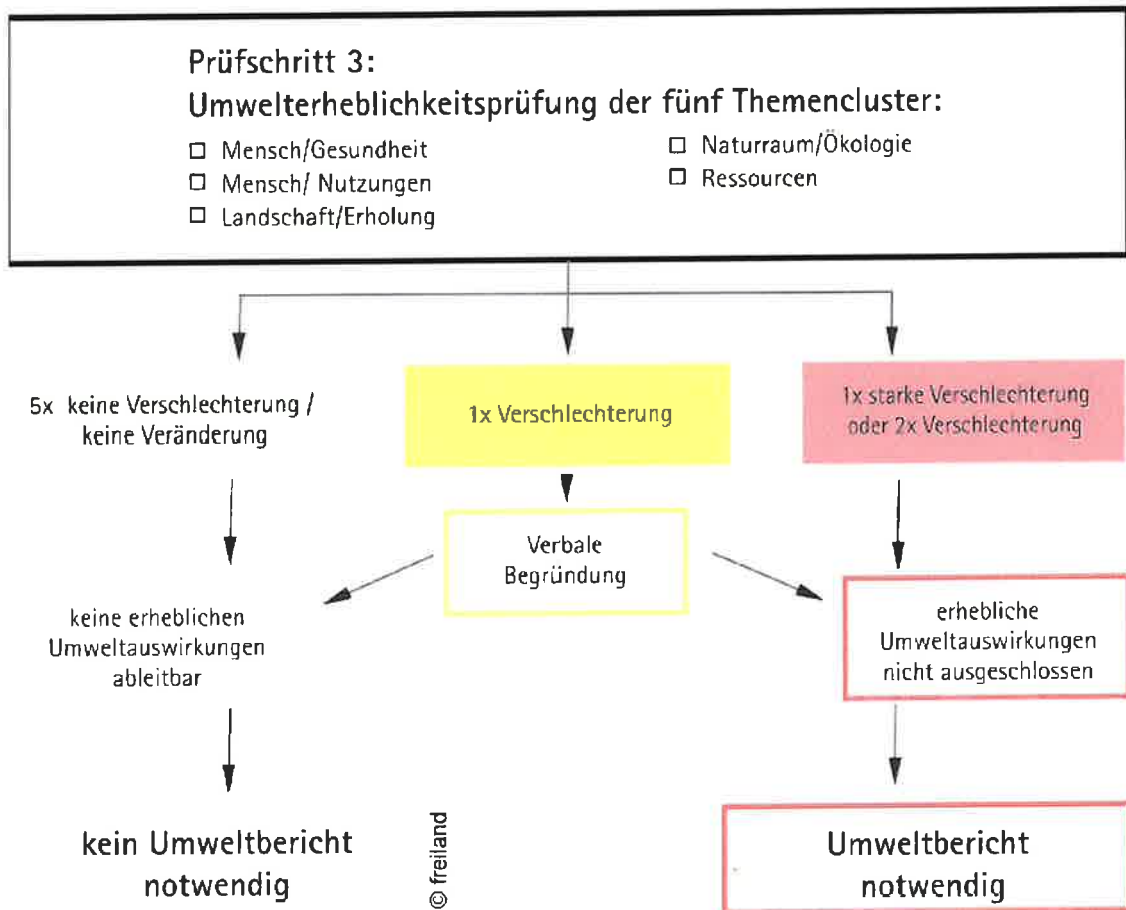 Prüfschritt 3:
Umwelterheblichkeitsprüfung der fünf Themencluster:
□ Mensch/Gesundheit
□ Mensch/ Nutzungen
□ Landschaft/Erholung
□ Naturraum/Ökologie
□ Ressourcen
5x keine Verschlechterung /
keine Veränderung
1x Verschlechterung
1x starke Verschlechterung
oder 2x Verschlechterung
Verbale
Begründung
keine erheblichen
Umweltauswirkungen
ableitbar
erhebliche
Umweltauswirkungen
nicht ausgeschlossen
kein Umweltbericht
notwendig
© freiland
Umweltbericht
notwendig